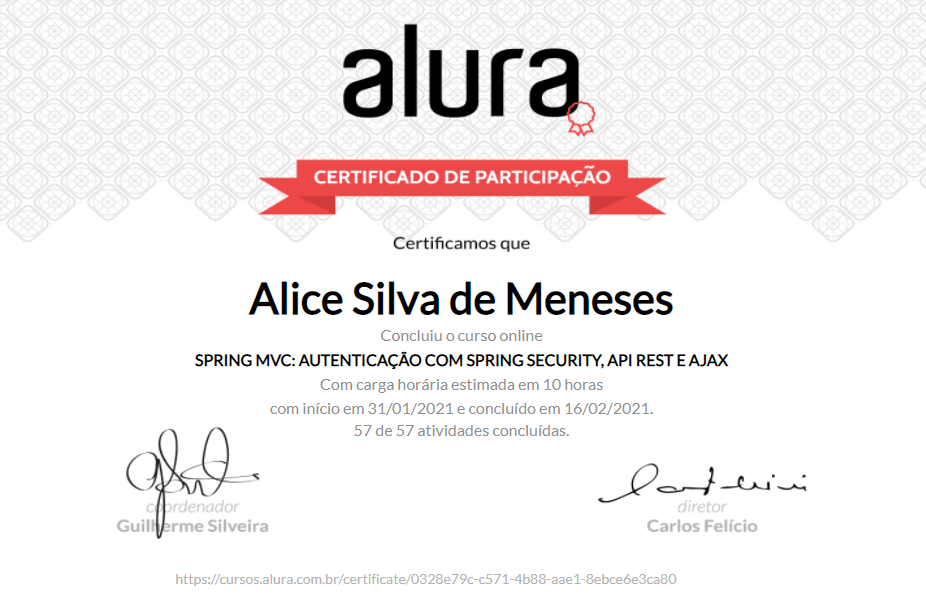 alura
CERTIFICADO DE PARTICIPAÇÃO
Certificamos que
Alice Silva de Meneses
Concluiu o curso online
SPRING MVC: AUTENTICAÇÃO COM SPRING SECURITY, API REST E AJAX
Com carga horária estimada em 10 horas
com início em 31/01/2021 e concluído em 16/02/2021.
57 de 57 atividades concluídas.
coordenador
Guilherme Silveira
diretor
Carlos Felício
https://cursos.alura.com.br/certificate/0328e79c-c571-4b88-aae1-8ebce6e3ca80